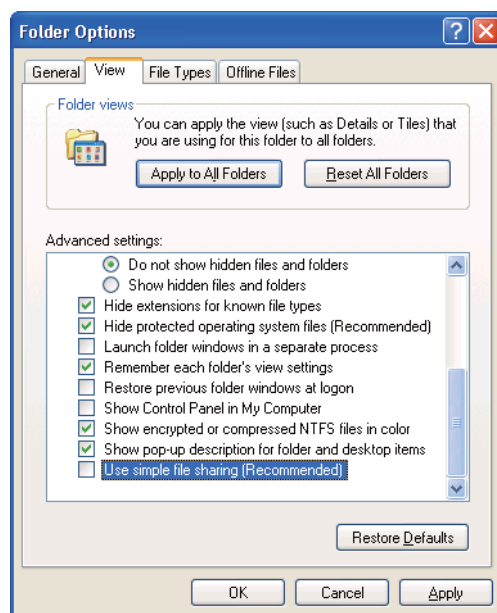 Folder Options
General View File Types Offline Files
Folder views
You can apply the view (such as Details or Tiles) that
you are using for this folder to all folders.
Apply to All Folders Reset All Folders
Advanced settings:
Do not show hidden files and folders
Show hidden files and folders
Hide extensions for known file types
Hide protected operating system files (Recommended)
Launch folder windows in a separate process
Remember each folder's view settings
Restore previous folder windows at logon
Show Control Panel in My Computer
Show encrypted or compressed NTFS files in color
Show pop-up description for folder and desktop items
Use simple file sharing (Recommended)
Restore Defaults
OK Cancel Apply